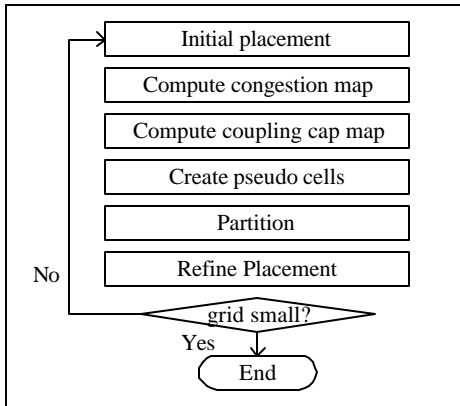 Initial placement
Compute congestion map
Compute coupling cap map
Create pseudo cells
Partition
Refine Placement
No
grid small?
Yes
End